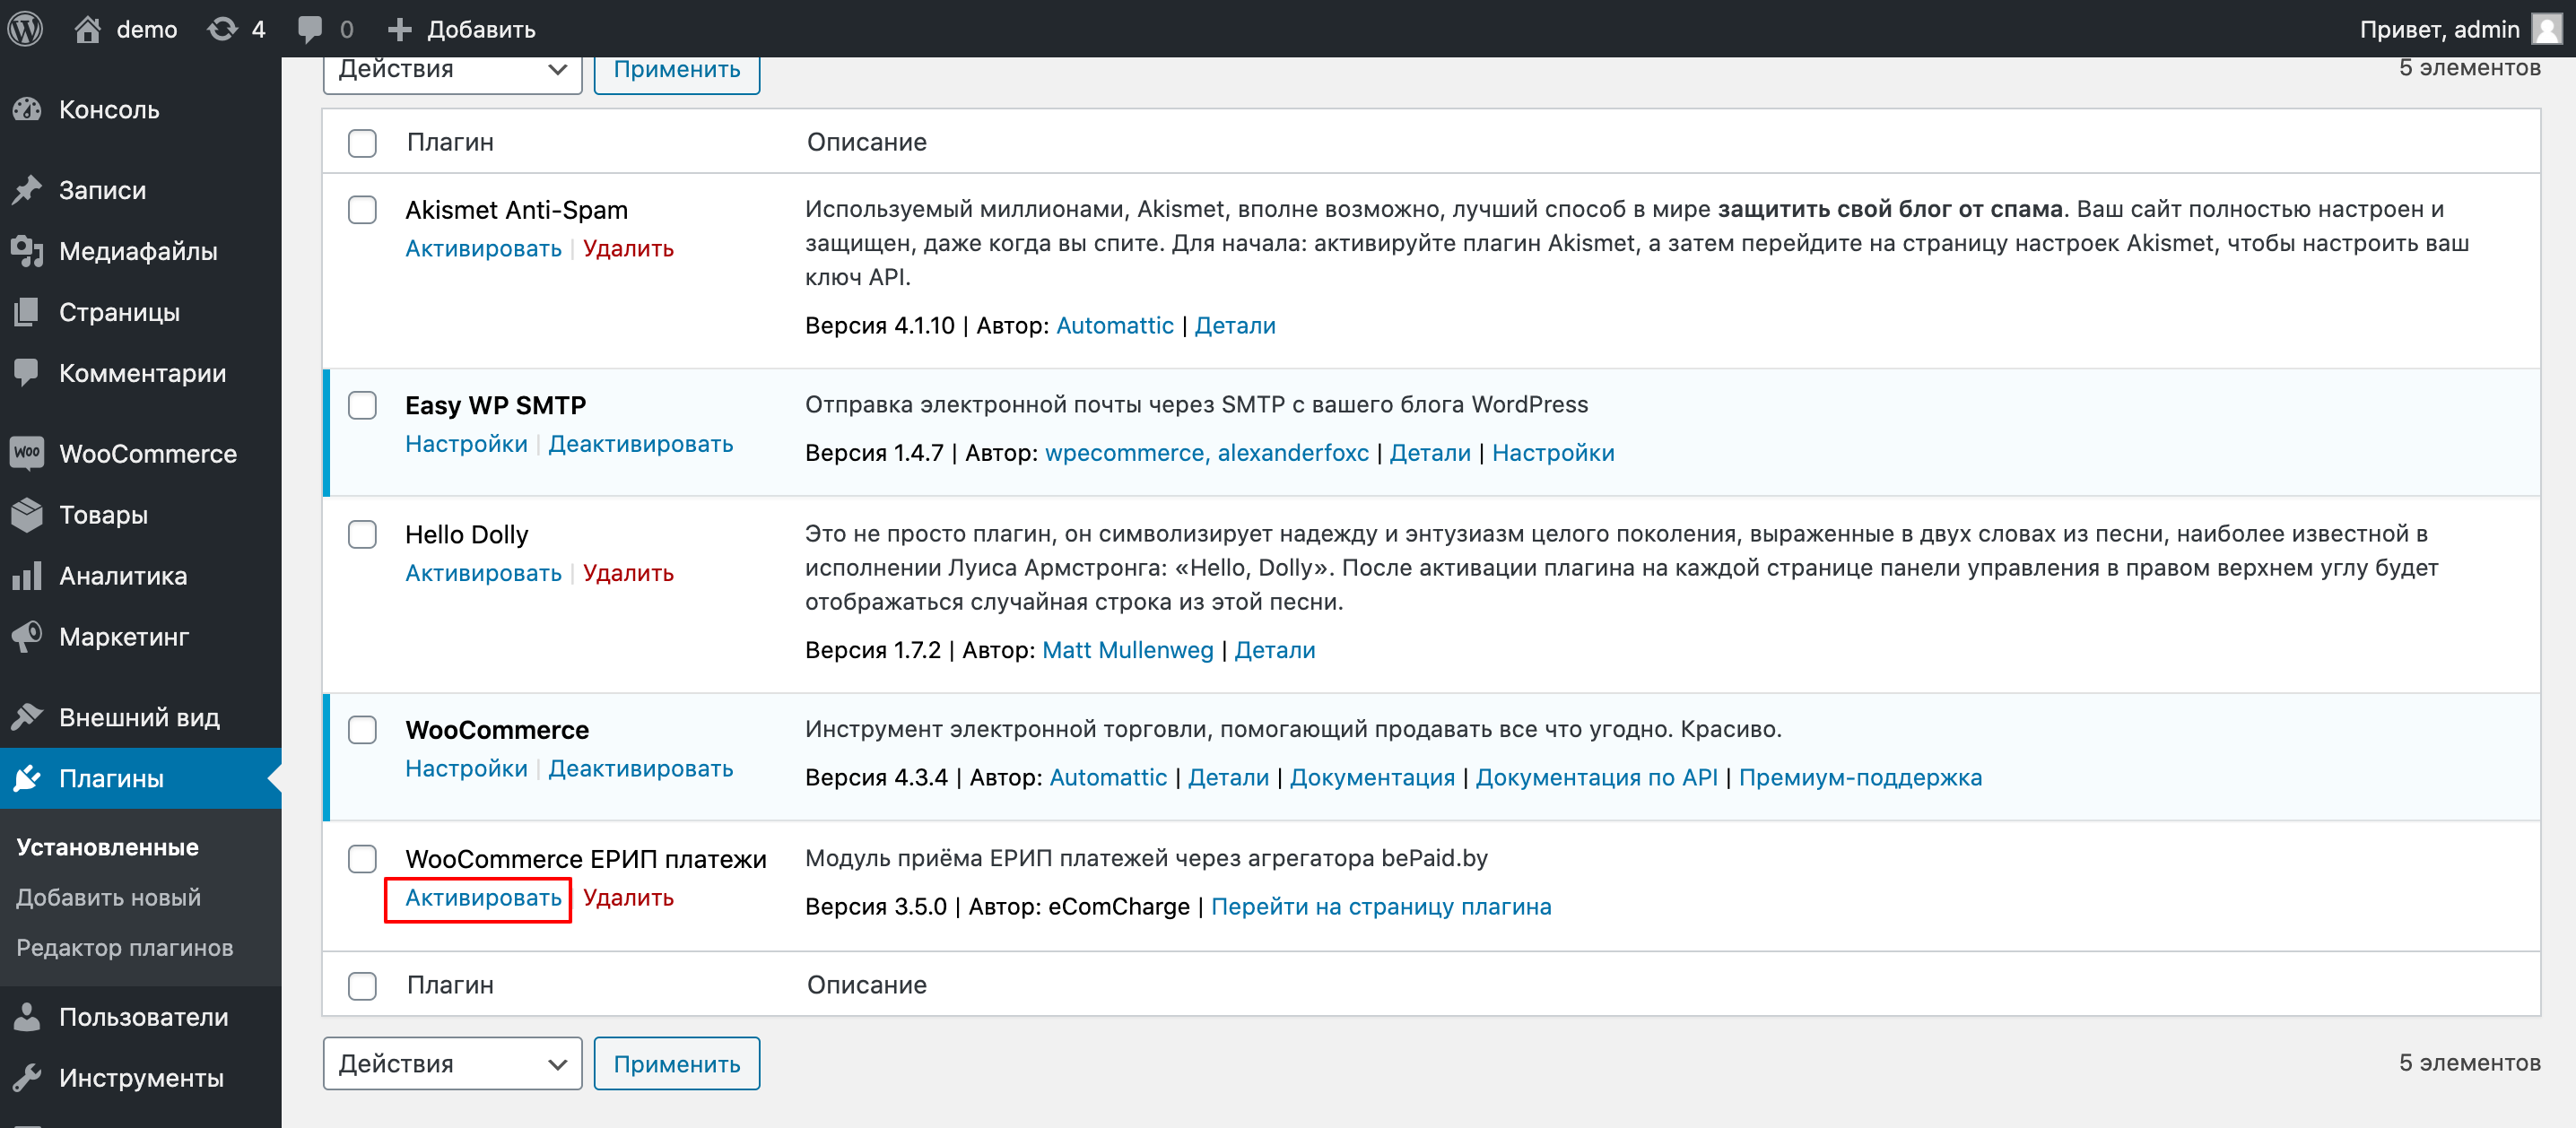 demo 4 0 Добавить Привет, admin
Действия Применить 5 элементов
Консоль
Записи
Медиафайлы
Страницы
Комментарии
WOO WooCommerce
Товары
Аналитика
Маркетинг
Внешний вид
Плагины
Установленные
Добавить новый
Редактор плагинов
Пользователи
Инструменты
Плагин Описание
Akismet Anti-Spam
Активировать | Удалить
Используемый миллионами, Akismet, вполне возможно, лучший способ в мире защитить свой блог от спама. Ваш сайт полностью настроен и
защищен, даже когда вы спите. Для начала: активируйте плагин Akismet, а затем перейдите на страницу настроек Akismet, чтобы настроить ваш
ключ API.
Версия 4.1.10 | Автор: Automattic | Детали
Easy WP SMTP
Настройки | Деактивировать
Отправка электронной почты через SMTP с вашего блога WordPress
Версия 1.4.7 | Автор: wpecommerce, alexanderfoxc | Детали | Настройки
Hello Dolly
Активировать | Удалить
Это не просто плагин, он символизирует надежду и энтузиазм целого поколения, выраженные в двух словах из песни, наиболее известной в
исполнении Луиса Армстронга: «Hello, Dolly». После активации плагина на каждой странице панели управления в правом верхнем углу будет
отображаться случайная строка из этой песни.
Версия 1.7.2 | Автор: Matt Mullenweg | Детали
WooCommerce
Настройки | Деактивировать
Инструмент электронной торговли, помогающий продавать все что угодно. Красиво.
Версия 4.3.4 | Автор: Automattic | Детали | Документация | Документация по API | Премиум-поддержка
WooCommerce ЕРИП платежи
Активировать Удалить
Модуль приёма ЕРИП платежей через агрегатора bePaid.by
Версия 3.5.0 | Автор: eComCharge | Перейти на страницу плагина
Плагин Описание
Действия Применить 5 элементов